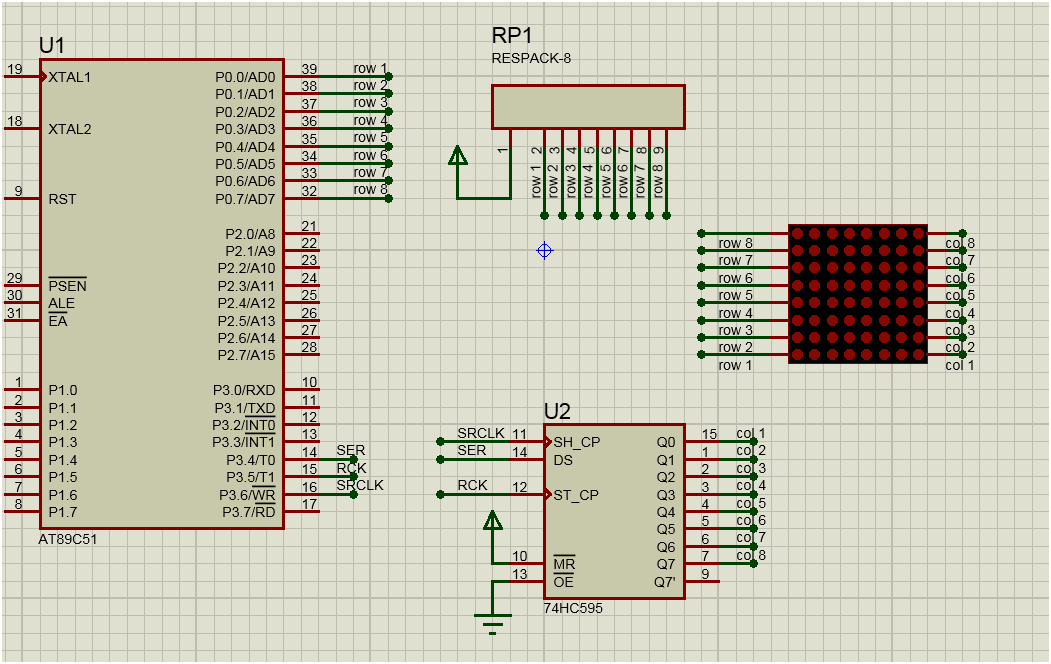 U1
19 XTAL1
18 XTAL2
9 RST
29 PSEN
30 ALE
31 EA
1 P1.0
2 P1.1
3 P1.2
4 P1.3
5 P1.4
6 P1.5
7 P1.6
8 P1.7
P0.0/AD0 39 row 1
P0.1/AD1 38 row 2
P0.2/AD2 37 row 3
P0.3/AD3 36 row 4
P0.4/AD4 35 row 5
P0.5/AD5 34 row 6
P0.6/AD6 33 row 7
P0.7/AD7 32 row 8
P2.0/A8 21
P2.1/A9 22
P2.2/A10 23
P2.3/A11 24
P2.4/A12 25
P2.5/A13 26
P2.6/A14 27
P2.7/A15 28
P3.0/RXD 10
P3.1/TXD 11
P3.2/INT0 12
P3.3/INT1 13
P3.4/T0 14 SER
P3.5/T1 15 RCK
P3.6/WR 16 SRCLK
P3.7/RD 17
AT89C51
RP1
RESPACK-8
1
2 row 1
3 row 2
4 row 3
5 row 4
6 row 5
7 row 6
8 row 7
9 row 8
row 8 col 8
row 7 col 7
row 6 col 6
row 5 col 5
row 4 col 4
row 3 col 3
row 2 col 2
row 1 col 1
U2
SRCLK 11 SH_CP
SER 14 DS
RCK 12 ST_CP
10 MR
13 OE
Q0 15 col 1
Q1 1 col 2
Q2 2 col 3
Q3 3 col 4
Q4 4 col 5
Q5 5 col 6
Q6 6 col 7
Q7 7 col 8
Q7' 9
74HC595